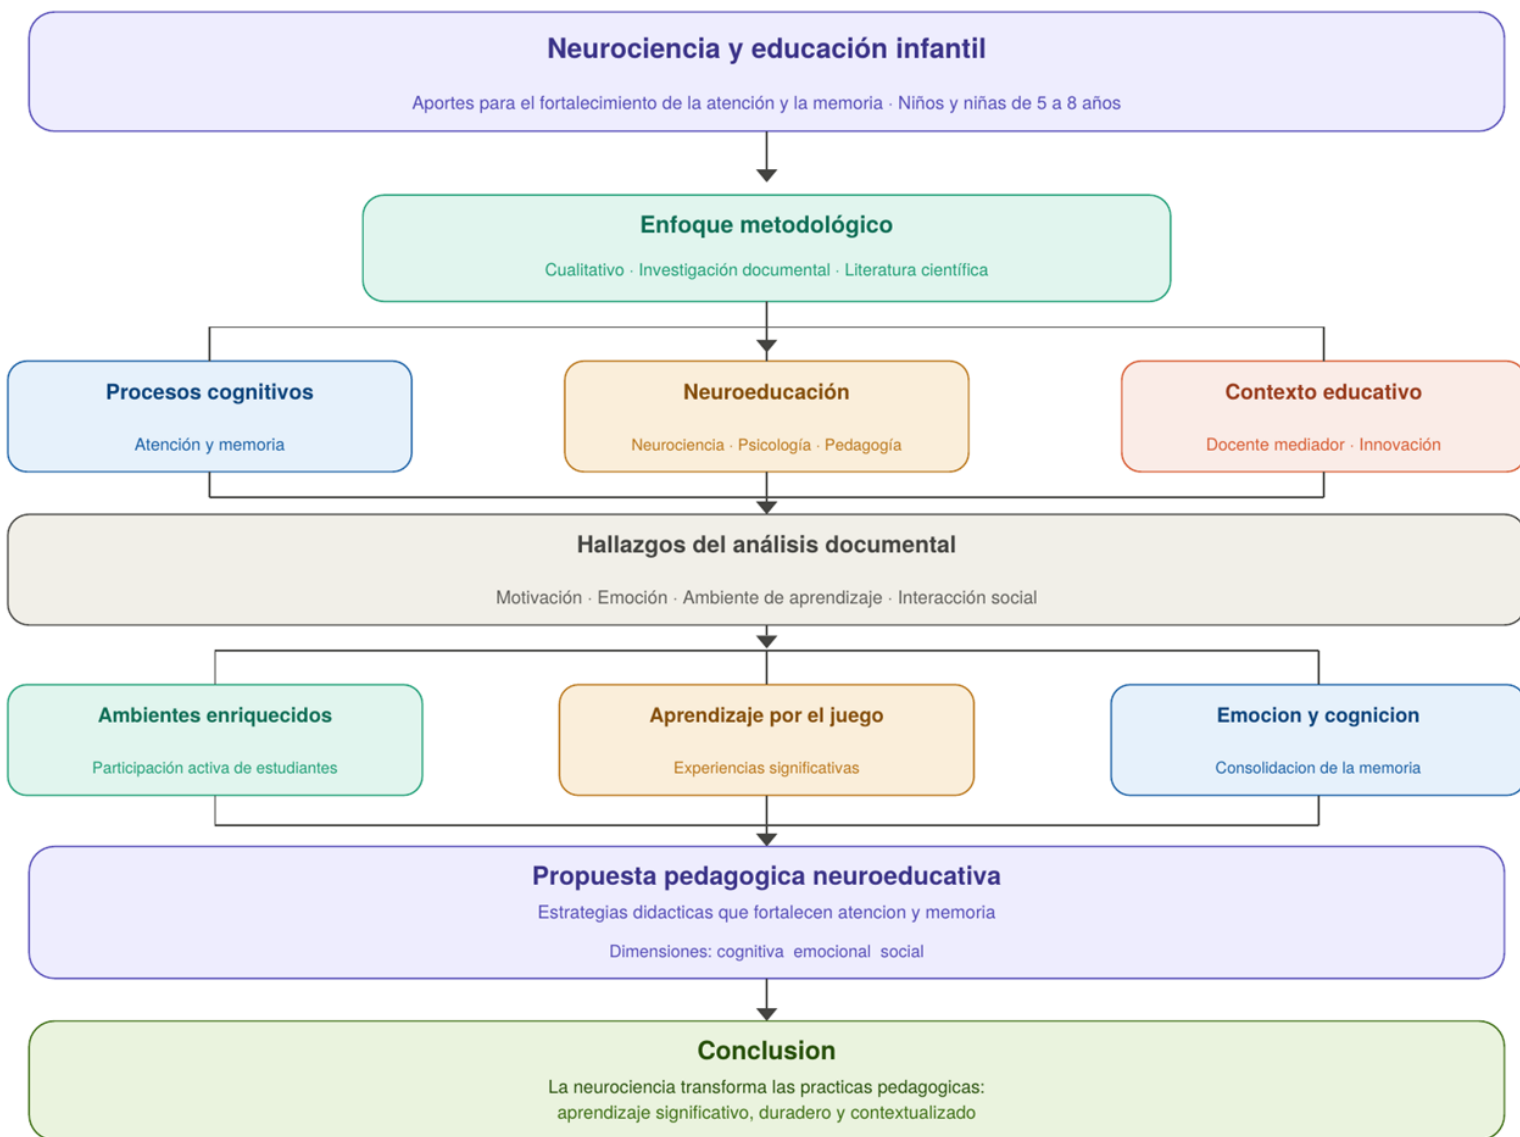 Neurociencia y educación infantil
Aportes para el fortalecimiento de la atención y la memoria · Niños y niñas de 5 a 8 años
Enfoque metodológico
Cualitativo · Investigación documental · Literatura científica
Procesos cognitivos
Atención y memoria
Neuroeducación
Neurociencia · Psicología · Pedagogía
Contexto educativo
Docente mediador · Innovación
Hallazgos del análisis documental
Motivación · Emoción · Ambiente de aprendizaje · Interacción social
Ambientes enriquecidos
Participación activa de estudiantes
Aprendizaje por el juego
Experiencias significativas
Emocion y cognicion
Consolidacion de la memoria
Propuesta pedagogica neuroeducativa
Estrategias didacticas que fortalecen atencion y memoria
Dimensiones: cognitiva emocional social
Conclusion
La neurociencia transforma las practicas pedagogicas:
aprendizaje significativo, duradero y contextualizado